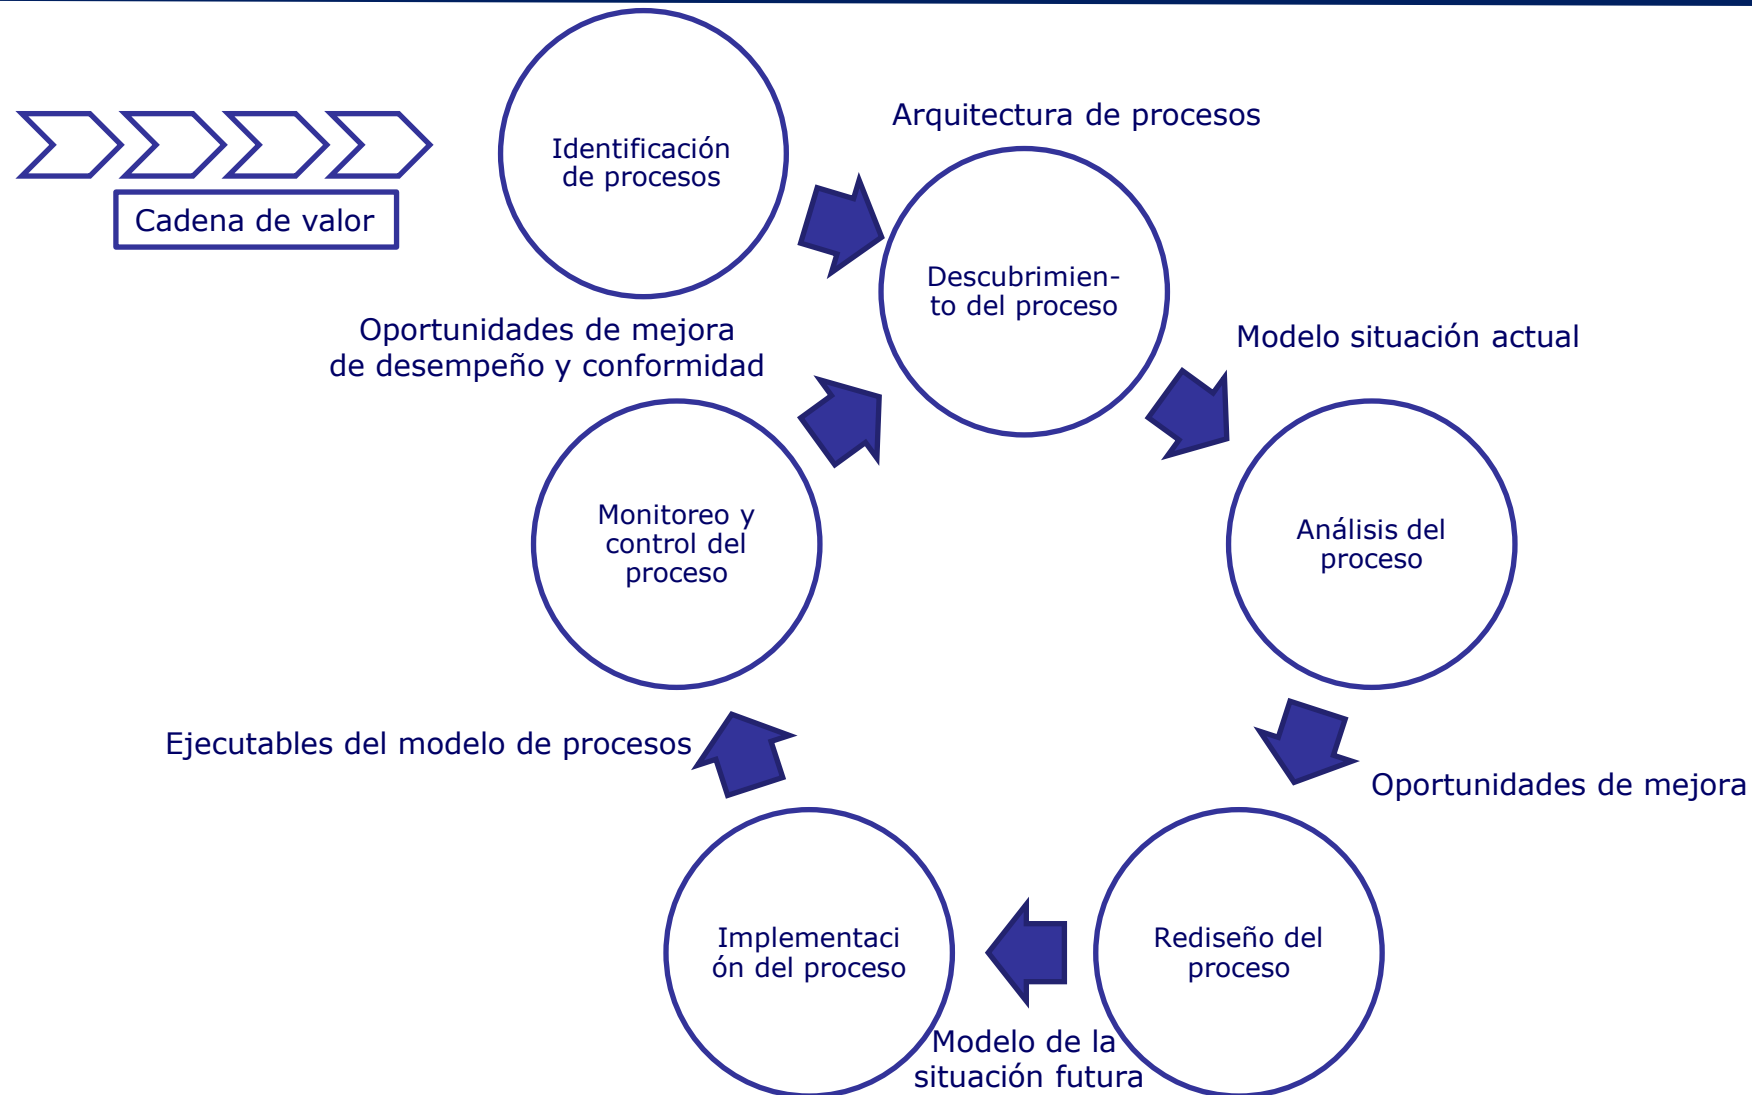 Identificación
de procesos
Cadena de valor
Arquitectura de procesos
Descubrimien-
to del proceso
Oportunidades de mejora
de desempeño y conformidad
Modelo situación actual
Monitoreo y
control del
proceso
Análisis del
proceso
Ejecutables del modelo de procesos
Oportunidades de mejora
Implementaci
ón del proceso
Rediseño del
proceso
Modelo de la
situación futura